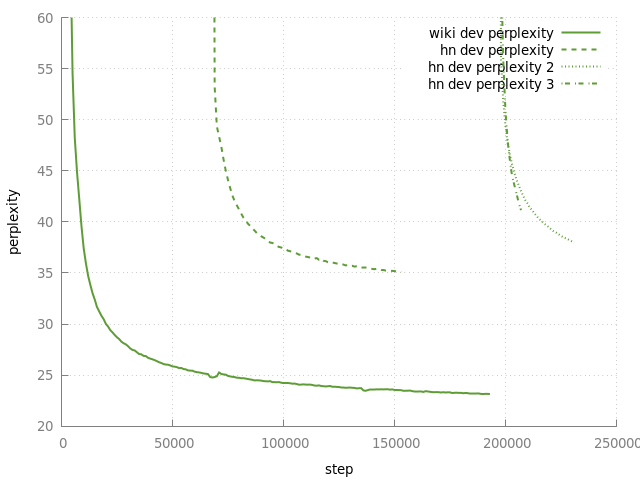 60
55
50
45
40
35
30
25
20
perplexity
wiki dev perplexity
hn dev perplexity
hn dev perplexity 2
hn dev perplexity 3
0 50000 100000 150000 200000 250000
step